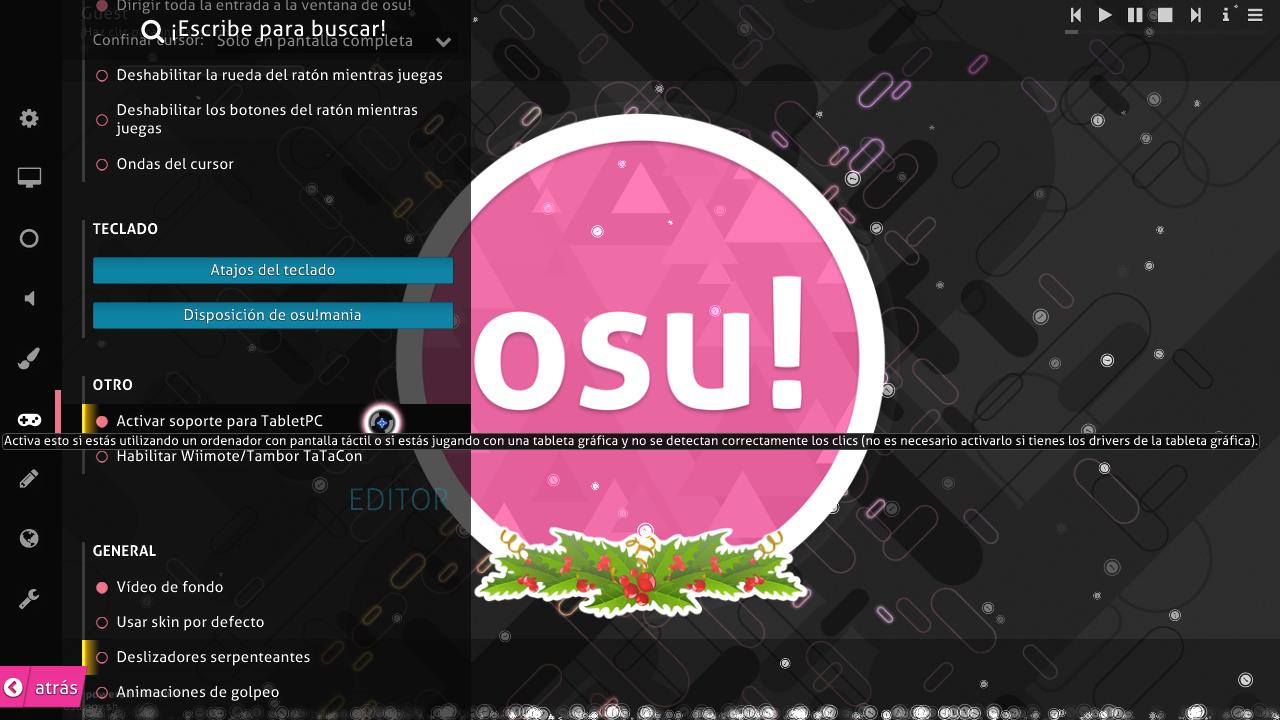 Dirigir toda la entrada a la ventana de osu!
Guest
¡Escribe para buscar!
Confinar cursor: Solo en pantalla completa
Deshabilitar la rueda del ratón mientras juegas
Deshabilitar los botones del ratón mientras
juegas
Ondas del cursor
TECLADO
Atajos del teclado
Disposición de osu!mania
OTRO
Activar soporte para TabletPC
Activa esto si estás utilizando un ordenador con pantalla táctil o si estás jugando con una tableta gráfica y no se detectan correctamente los clics (no es necesario activarlo si tienes los drivers de la tableta gráfica).
Habilitar Wiimote/Tambor TaTaCon
EDITOR
GENERAL
Vídeo de fondo
Usar skin por defecto
Deslizadores serpenteantes
Animaciones de golpeo
atrás
osu!